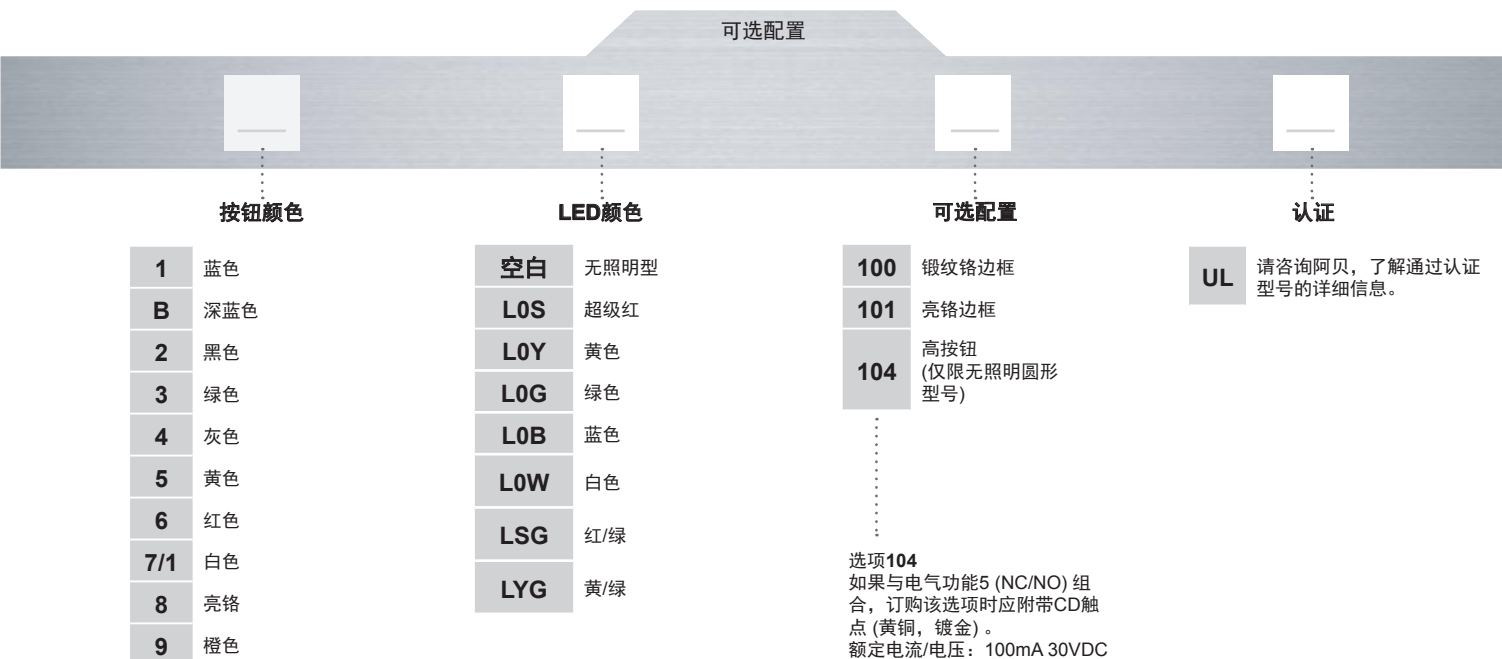 可选配置
按钮颜色
1 蓝色
B 深蓝色
2 黑色
3 绿色
4 灰色
5 黄色
6 红色
7/1 白色
8 亮铬
9 橙色
LED颜色
空白 无照明型
L0S 超级红
L0Y 黄色
L0G 绿色
L0B 蓝色
L0W 白色
LSG 红/绿
LYG 黄/绿
可选配置
100 锻纹铬边框
101 亮铬边框
104 高按钮
(仅限无照明圆形
型号)
选项104
如果与电气功能5 (NC/NO) 组
合，订购该选项时应附带CD触
点 (黄铜，镀金) 。
额定电流/电压：100mA 30VDC
认证
UL 请咨询阿贝，了解通过认证
型号的详细信息。